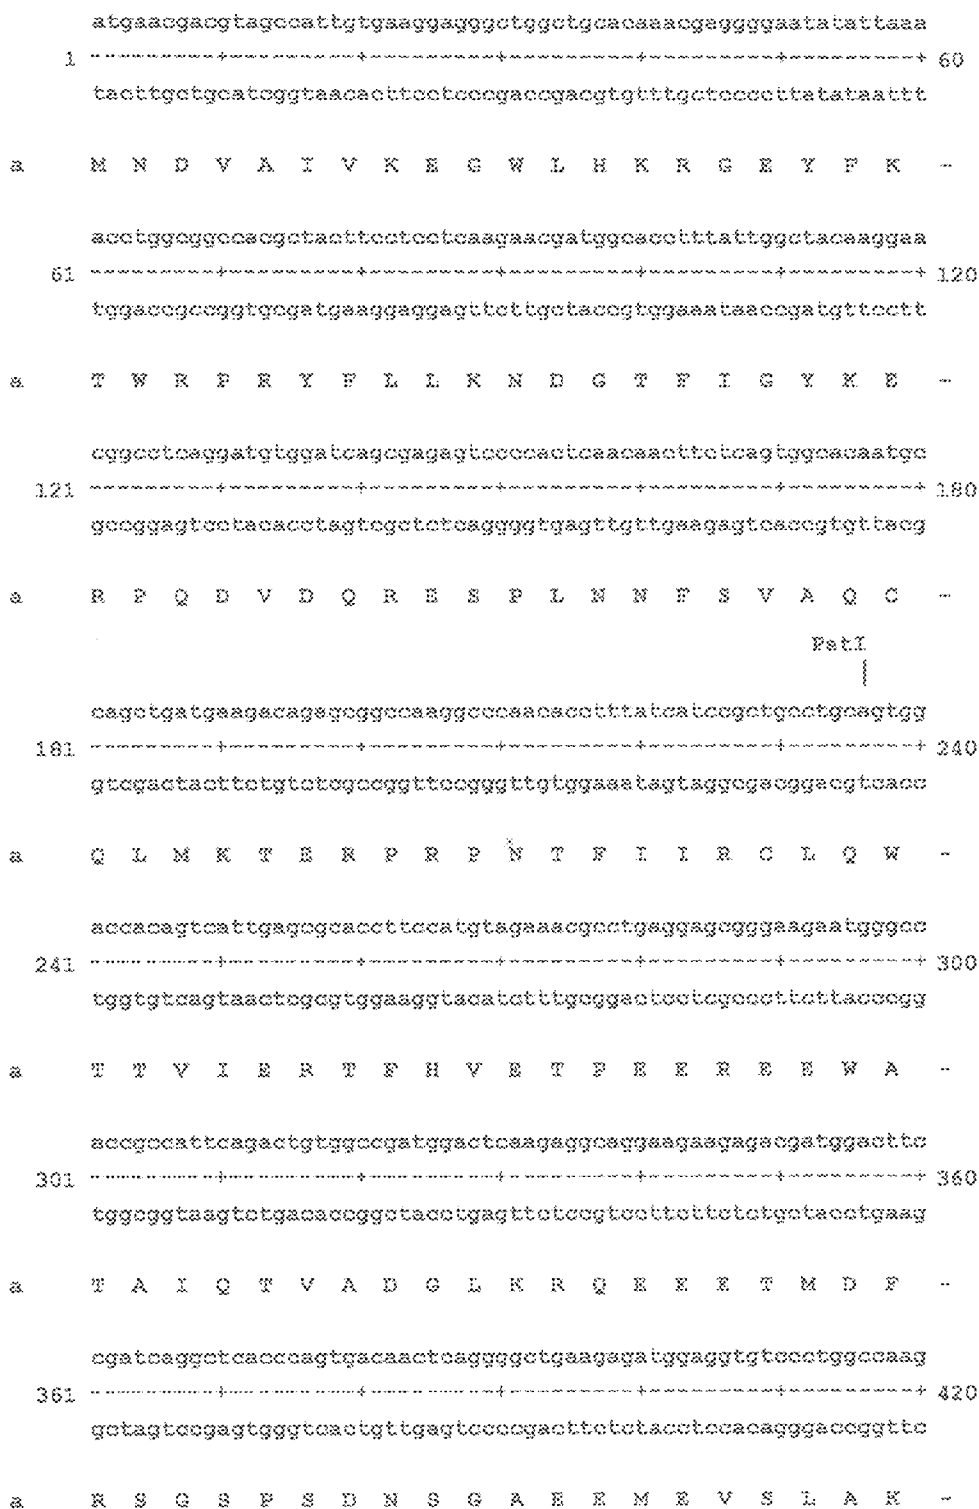 atgaacgacgtagccattgtgaaggagggctggctgcacaaacgaggggaatatattaaa
1 ---------+---------+---------+---------+---------+---------+ 60
tacttgctgcatcggtaacacttcctcccgaccgacgtgtttgctccccttatataattt
a M N D V A I V K E G W L H K R G E Y F K -
acctggcggccacgctacttcctcctcaagaacgatggcacctttattggctacaaggaa
61 ---------+---------+---------+---------+---------+---------+ 120
tggaccgccggtgcgatgaaggaggagttcttgctaccgtggaaataaccgatgttcctt
a T W R P R Y F L L K N D G T F I G Y K E -
cggcctcaggatgtggatcagcgagagtccccactcaacaacttctcagtggcacaatgc
121 ---------+---------+---------+---------+---------+---------+ 180
gccggagtcctacacctagtcgctctcaggggtgagttgttgaagagtcaccgtgttacg
a R P Q D V D Q R E S P L N N F S V A Q C -
PstI
|
cagctgatgaagacagagcggccaaggcccaacacctttatcatccgctgcctgcagtgg
181 ---------+---------+---------+---------+---------+---------+ 240
gtcgactacttctgtctcgccggttccgggttgtggaaatagtaggcgacggacgtcacc
a Q L M K T E R P R P N T F I I R C L Q W -
accacagtcattgagcgcaccttccatgtagaaacgcctgaggagcgggaagaatgggcc
241 ---------+---------+---------+---------+---------+---------+ 300
tggtgtcagtaactcgcgtggaaggtacatctttgcggactcctcgcccttcttacccgg
a T T V I E R T F H V E T P E E R E E W A -
accgccattcagactgtggccgatggactcaagaggcaggaagaagagacgatggacttc
301 ---------+---------+---------+---------+---------+---------+ 360
tggcggtaagtctgacaccggctacctgagttctccgtccttcttctctgctacctgaag
a T A I Q T V A D G L K R Q E E E T M D F -
cgatcaggctcacccagtgacaactcaggggctgaagagatggaggtgtccctggccaag
361 ---------+---------+---------+---------+---------+---------+ 420
gctagtccgagtgggtcactgttgagtccccgacttctctacctccacagggaccggttc
a R S G S P S D N S G A E E M E V S L A K -